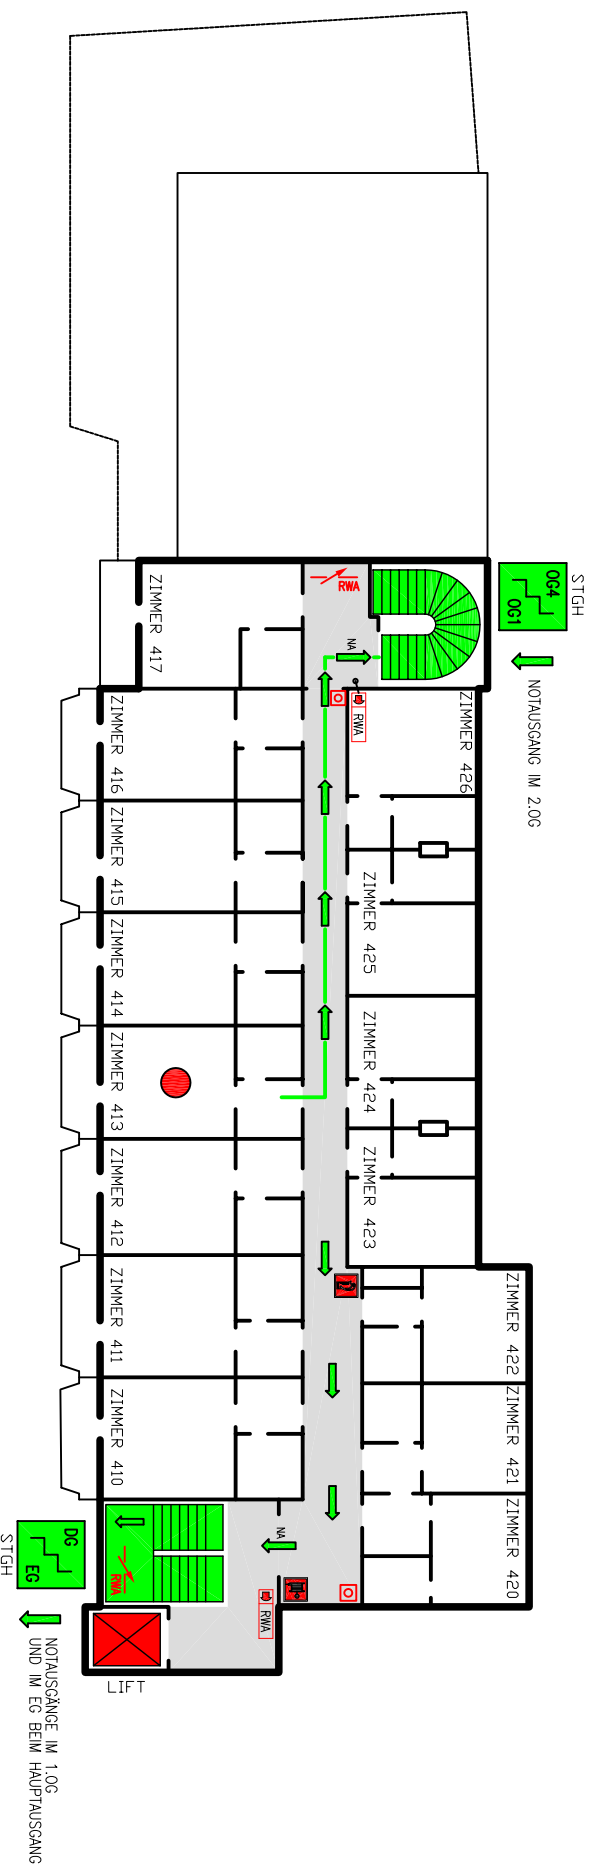 STGH
OG4
OG1
NOTAUSGANG IM 2.OG
RWA
NA
RWA
ZIMMER 417
ZIMMER 426
ZIMMER 416
ZIMMER 415
ZIMMER 425
ZIMMER 414
ZIMMER 424
ZIMMER 413
ZIMMER 423
ZIMMER 412
ZIMMER 422
ZIMMER 411
ZIMMER 421
ZIMMER 410
ZIMMER 420
NA
RWA
RWA
DG
EG
STGH
LIFT
NOTAUSGÄNGE IM 1.OG
UND IM EG BEIM HAUPTAUSGANG